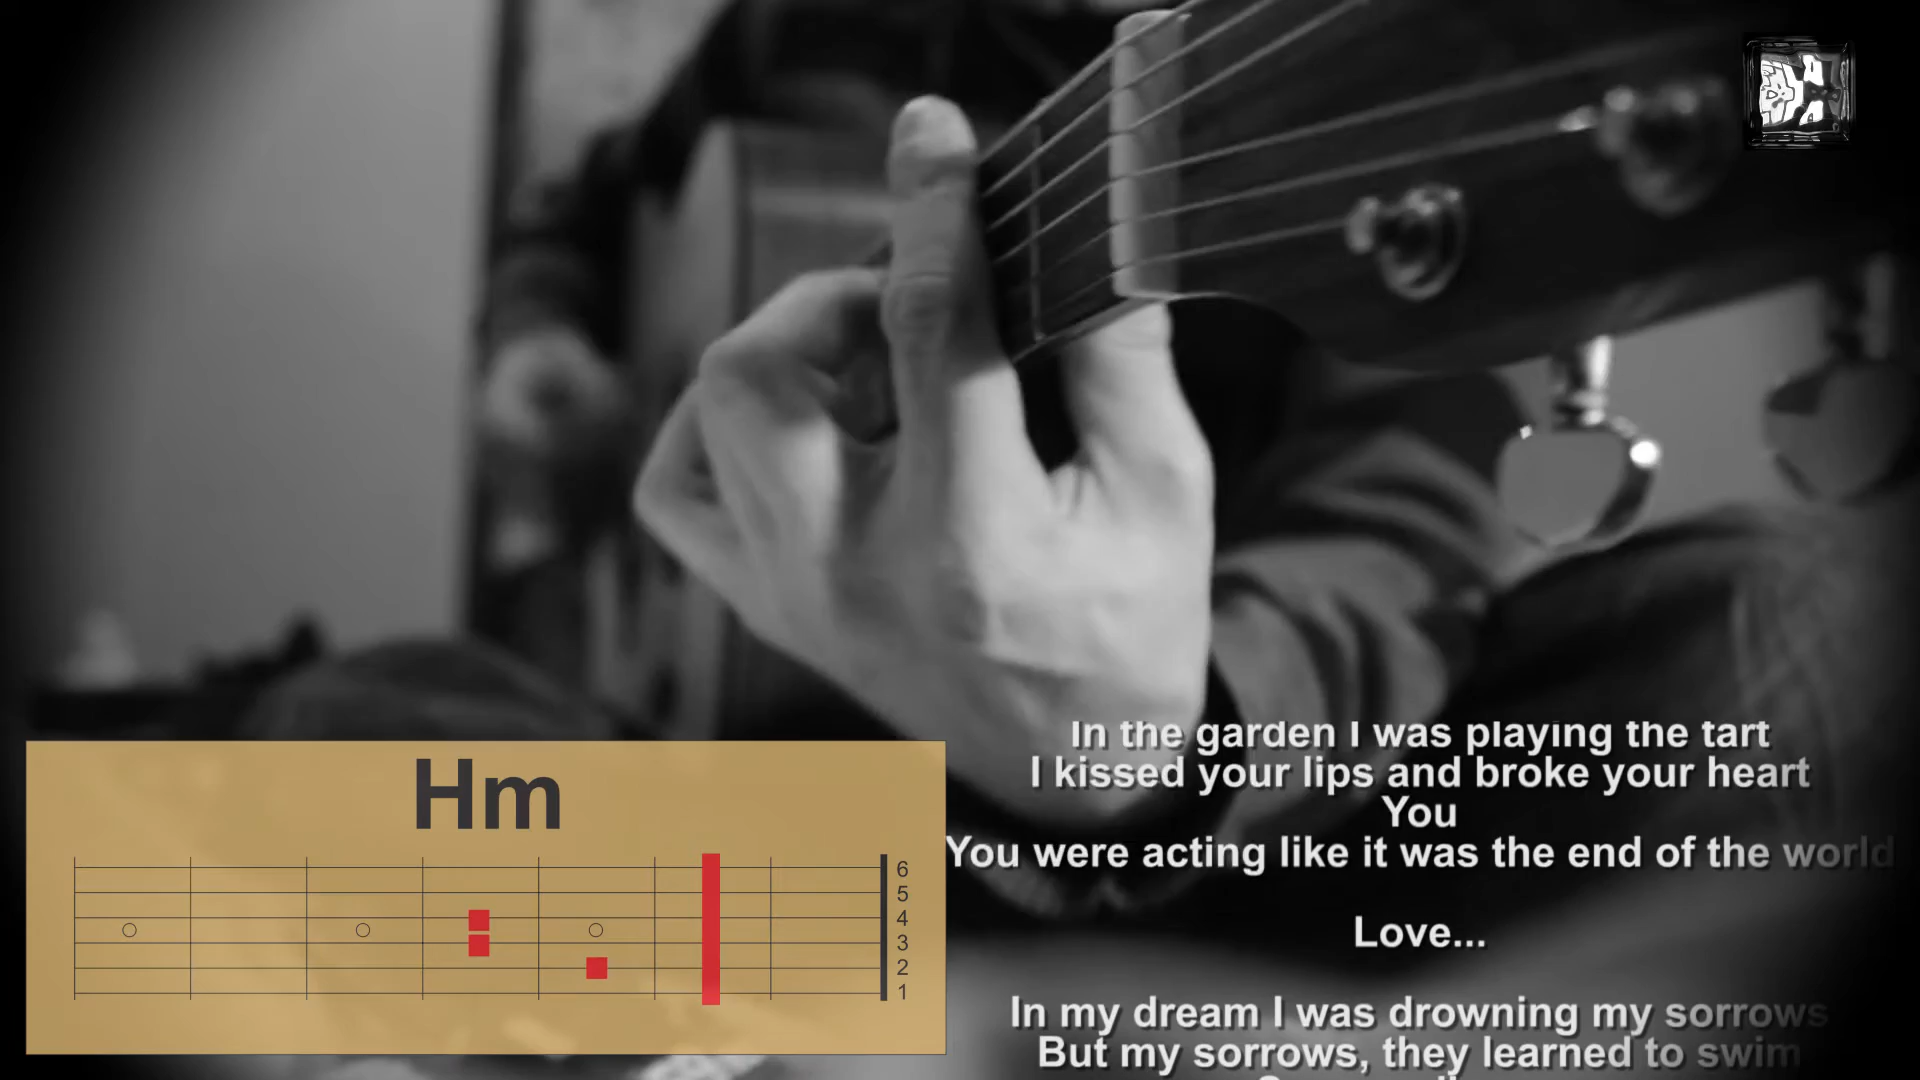 Hm
6
5
4
3
2
1
In the garden I was playing the tart
I kissed your lips and broke your heart
You
You were acting like it was the end of the world
Love...
In my dream I was drowning my sorrows
But my sorrows, they learned to swim